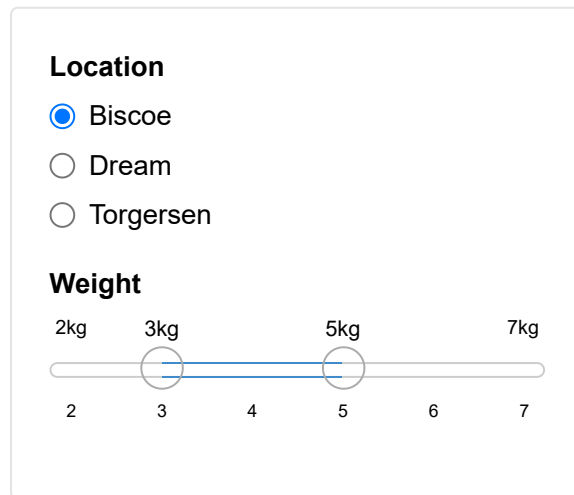 Location
Biscoe
Dream
Torgersen
Weight
2kg 3kg 5kg 7kg
2 3 4 5 6 7